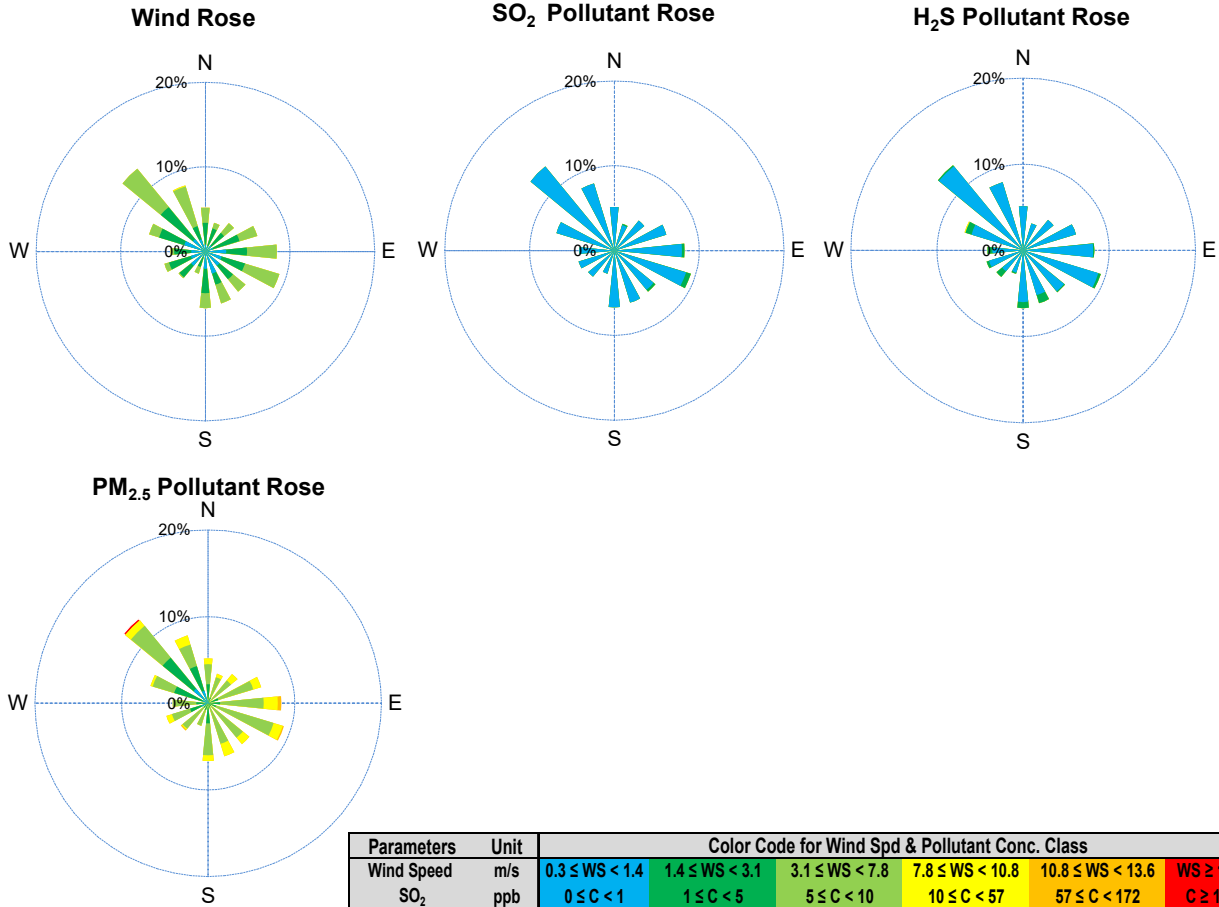 Wind Rose
N
20%
10%
W
0%
E
S
SO₂ Pollutant Rose
N
20%
10%
0%
E
S
H₂S Pollutant Rose
N
20%
10%
W
0%
E
S
PM₂.₅ Pollutant Rose
N
20%
10%
W
0%
E
S
Parameters Unit Color Code for Wind Spd & Pollutant Conc. Class
Wind Speed m/s 0.3 ≤ WS < 1.4 1.4 ≤ WS < 3.1 3.1 ≤ WS < 7.8 7.8 ≤ WS < 10.8 10.8 ≤ WS < 13.6 WS ≥
SO₂ ppb 0 ≤ C < 1 1 ≤ C < 5 5 ≤ C < 10 10 ≤ C < 57 57 ≤ C < 172 C ≥ 1